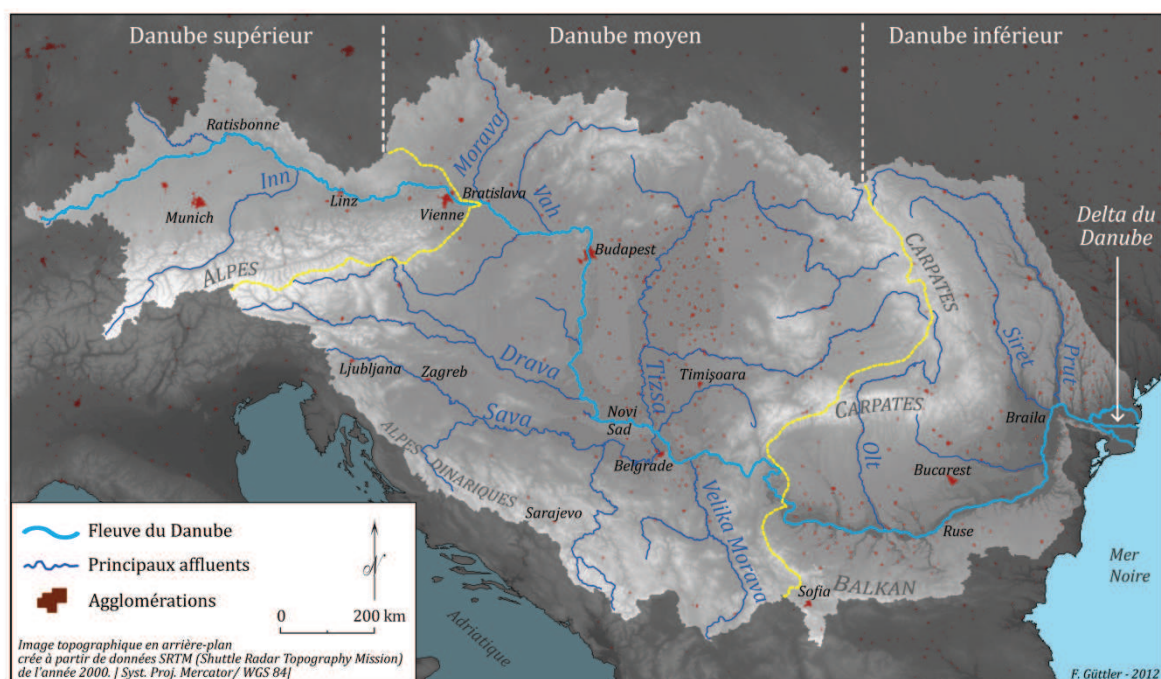 Danube supérieur
Danube moyen
Danube inférieur
Ratisbonne
Inn
Munich
Linz
Vienne
Morava
Bratislava
Vah
Budapest
ALPES
CARPATES
Delta du
Danube
Siret
Prut
Ljubljana
Zagreb
Drava
Tizsa
Timişoara
CARPATES
Braila
Sava
Novi
Sad
Belgrade
Olt
Bucarest
ALPES DINARIQUES
Sarajevo
Velika Morava
Ruse
Sofia
BALKAN
Mer
Noire
Adriatique
Fleuve du Danube
Principaux affluents
Agglomérations
N
0 200 km
Image topographique en arrière-plan
crée à partir de données SRTM (Shuttle Radar Topography Mission)
de l'année 2000. / Syst. Proj. Mercator/ WGS 84]
F. Güttler - 2012